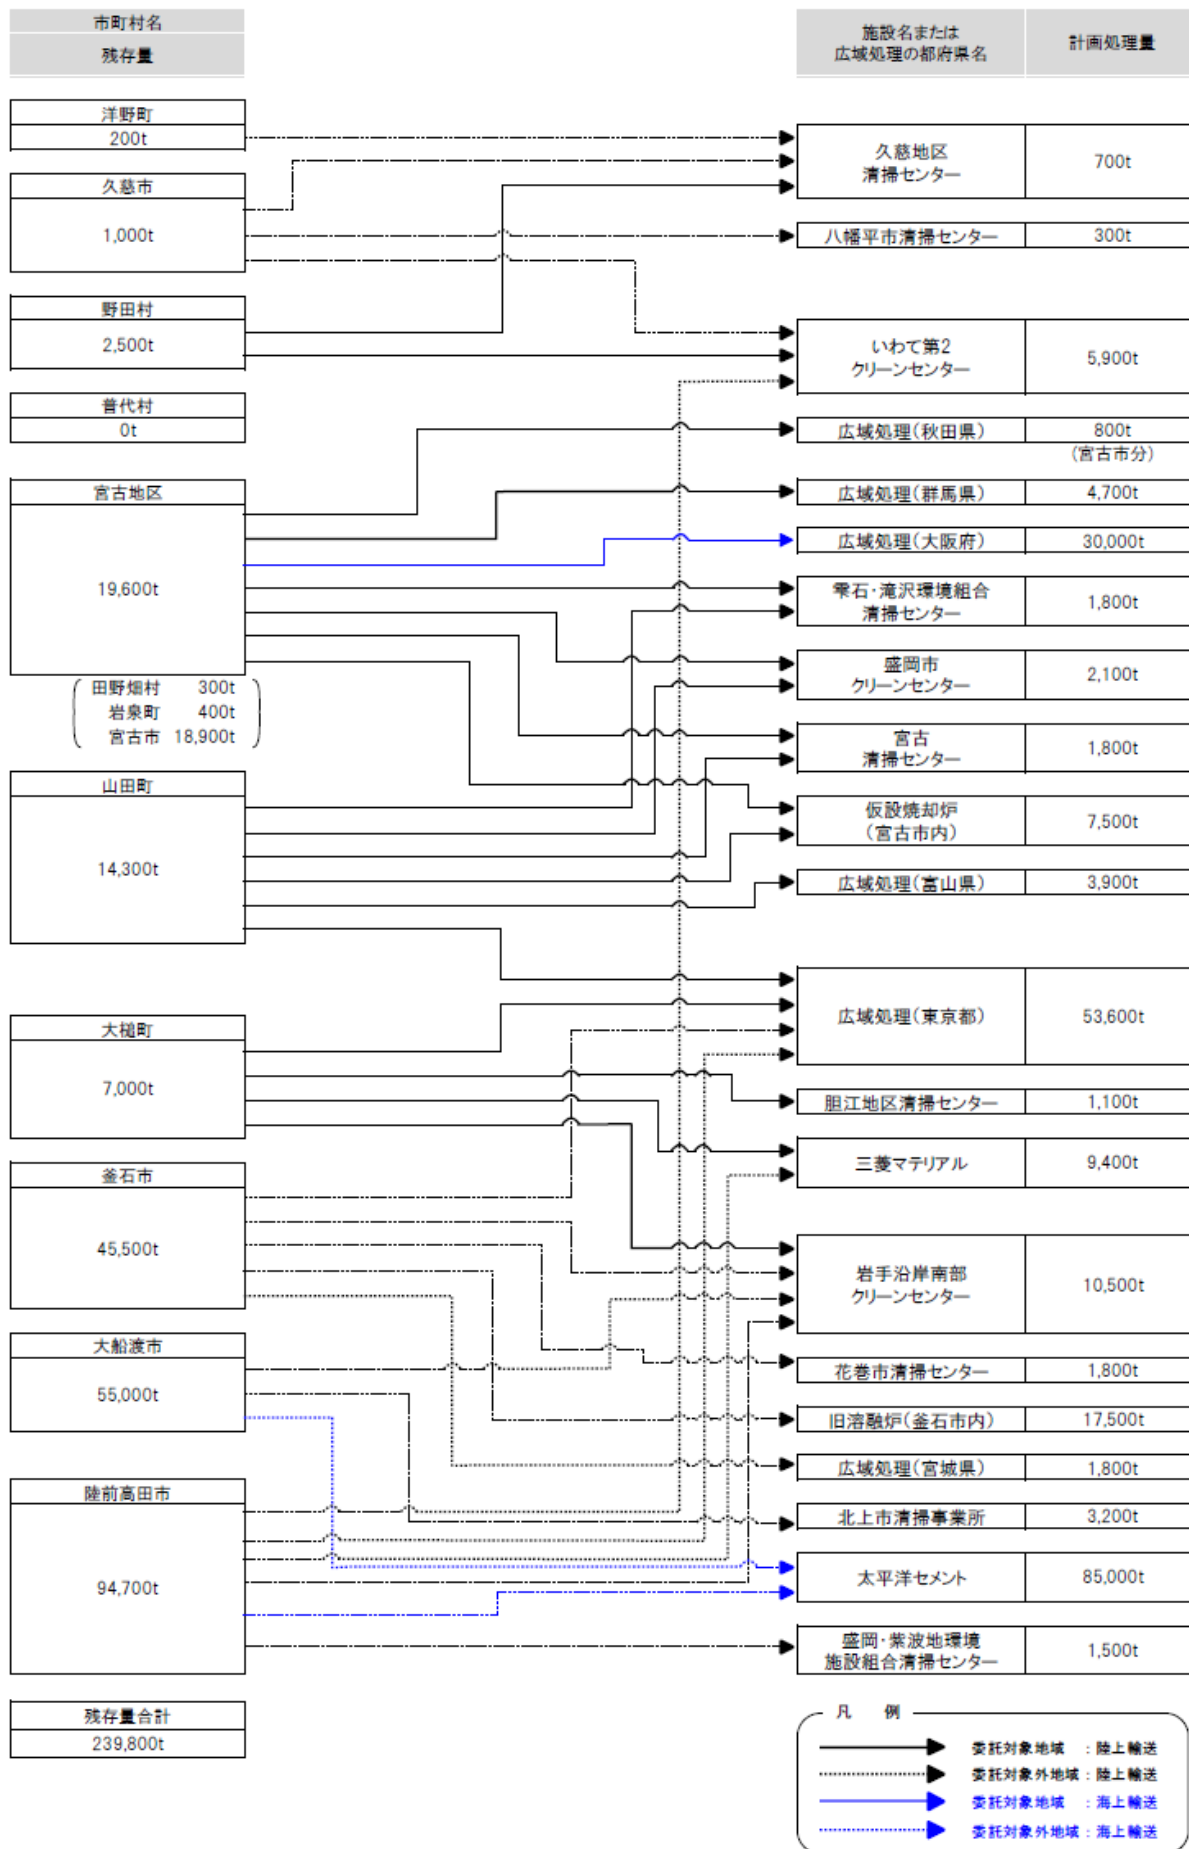 市町村名
残存量
施設名または
広域処理の都府県名
計画処理量
洋野町
200t
久慈市
1,000t
野田村
2,500t
普代村
0t
宮古地区
19,600t
田野畑村 300t
岩泉町 400t
宮古市 18,900t
山田町
14,300t
大槌町
7,000t
釜石市
45,500t
大船渡市
55,000t
陸前高田市
94,700t
残存量合計
239,800t
久慈地区
清掃センター
700t
八幡平市清掃センター
300t
いわて第2
クリーンセンター
5,900t
広域処理(秋田県)
800t
(宮古市分)
広域処理(群馬県)
4,700t
広域処理(大阪府)
30,000t
雫石・滝沢環境組合
清掃センター
1,800t
盛岡市
クリーンセンター
2,100t
宮古
清掃センター
1,800t
仮設焼却炉
(宮古市内)
7,500t
広域処理(富山県)
3,900t
広域処理(東京都)
53,600t
胆江地区清掃センター
1,100t
三菱マテリアル
9,400t
岩手沿岸南部
クリーンセンター
10,500t
花巻市清掃センター
1,800t
旧溶融炉(釜石市内)
17,500t
広域処理(宮城県)
1,800t
北上市清掃事業所
3,200t
太平洋セメント
85,000t
盛岡・紫波地環境
施設組合清掃センター
1,500t
凡 例
委託対象地域 :陸上輸送
委託対象外地域:陸上輸送
委託対象地域 :海上輸送
委託対象外地域:海上輸送